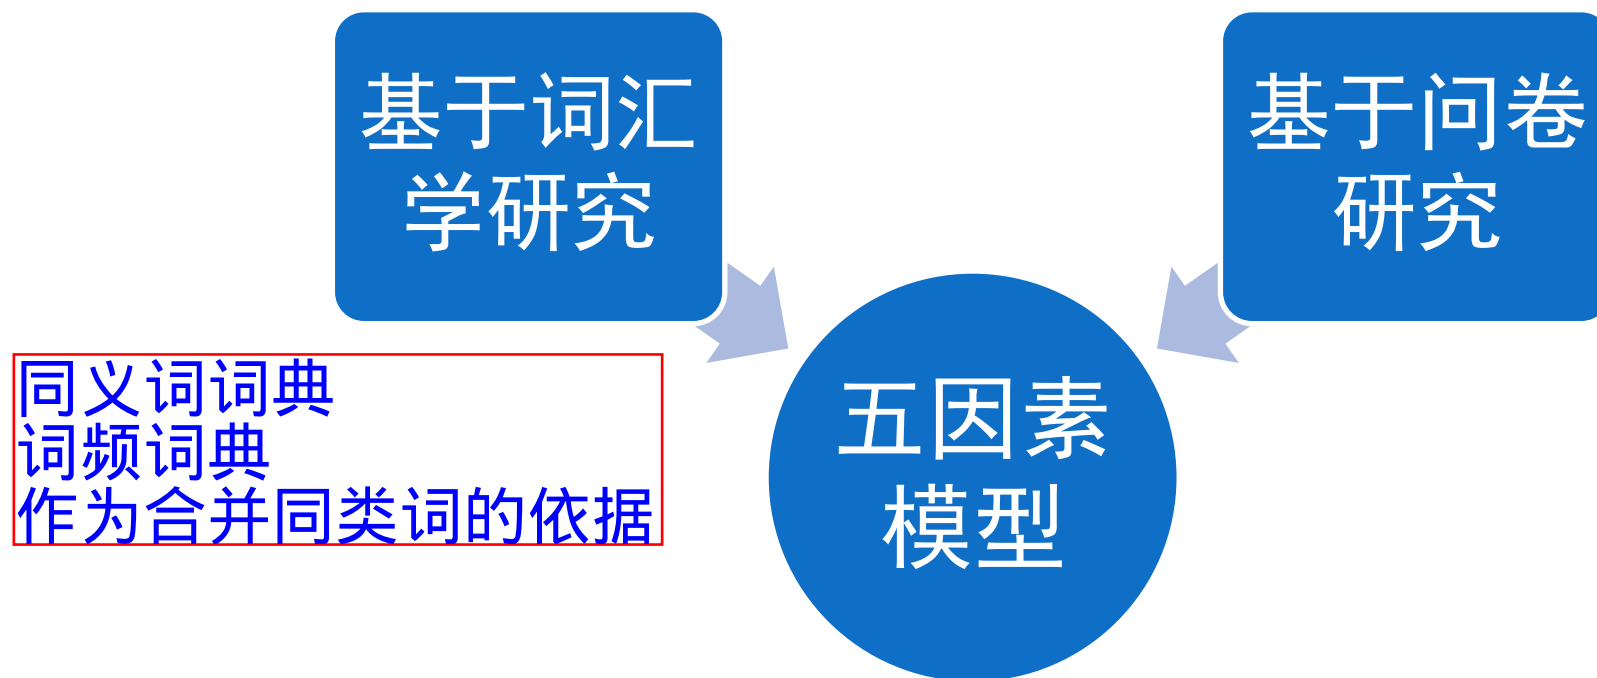 基于词汇
学研究
基于问卷
研究
同义词词典
词频词典
作为合并同类词的依据
五因素
模型